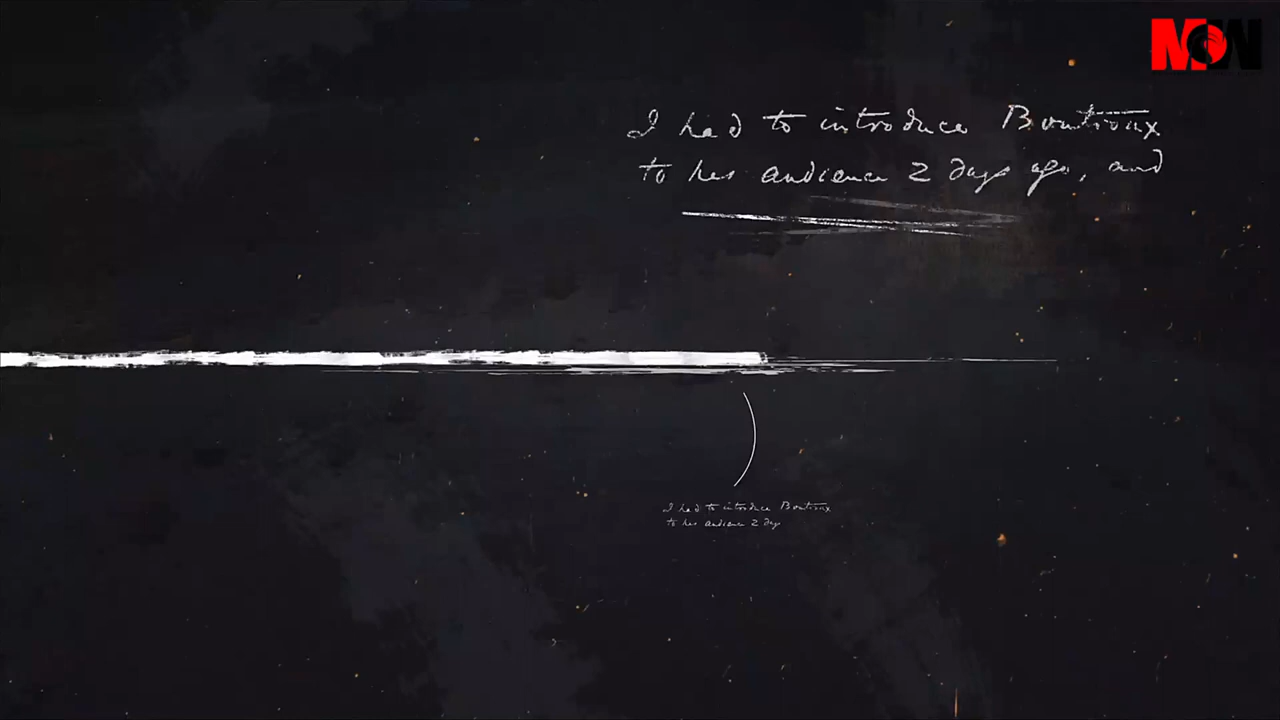 MOW
I had to introduce Boutroux
to his audience 2 days ago, and
I had to introduce Boutroux
to his audience 2 days